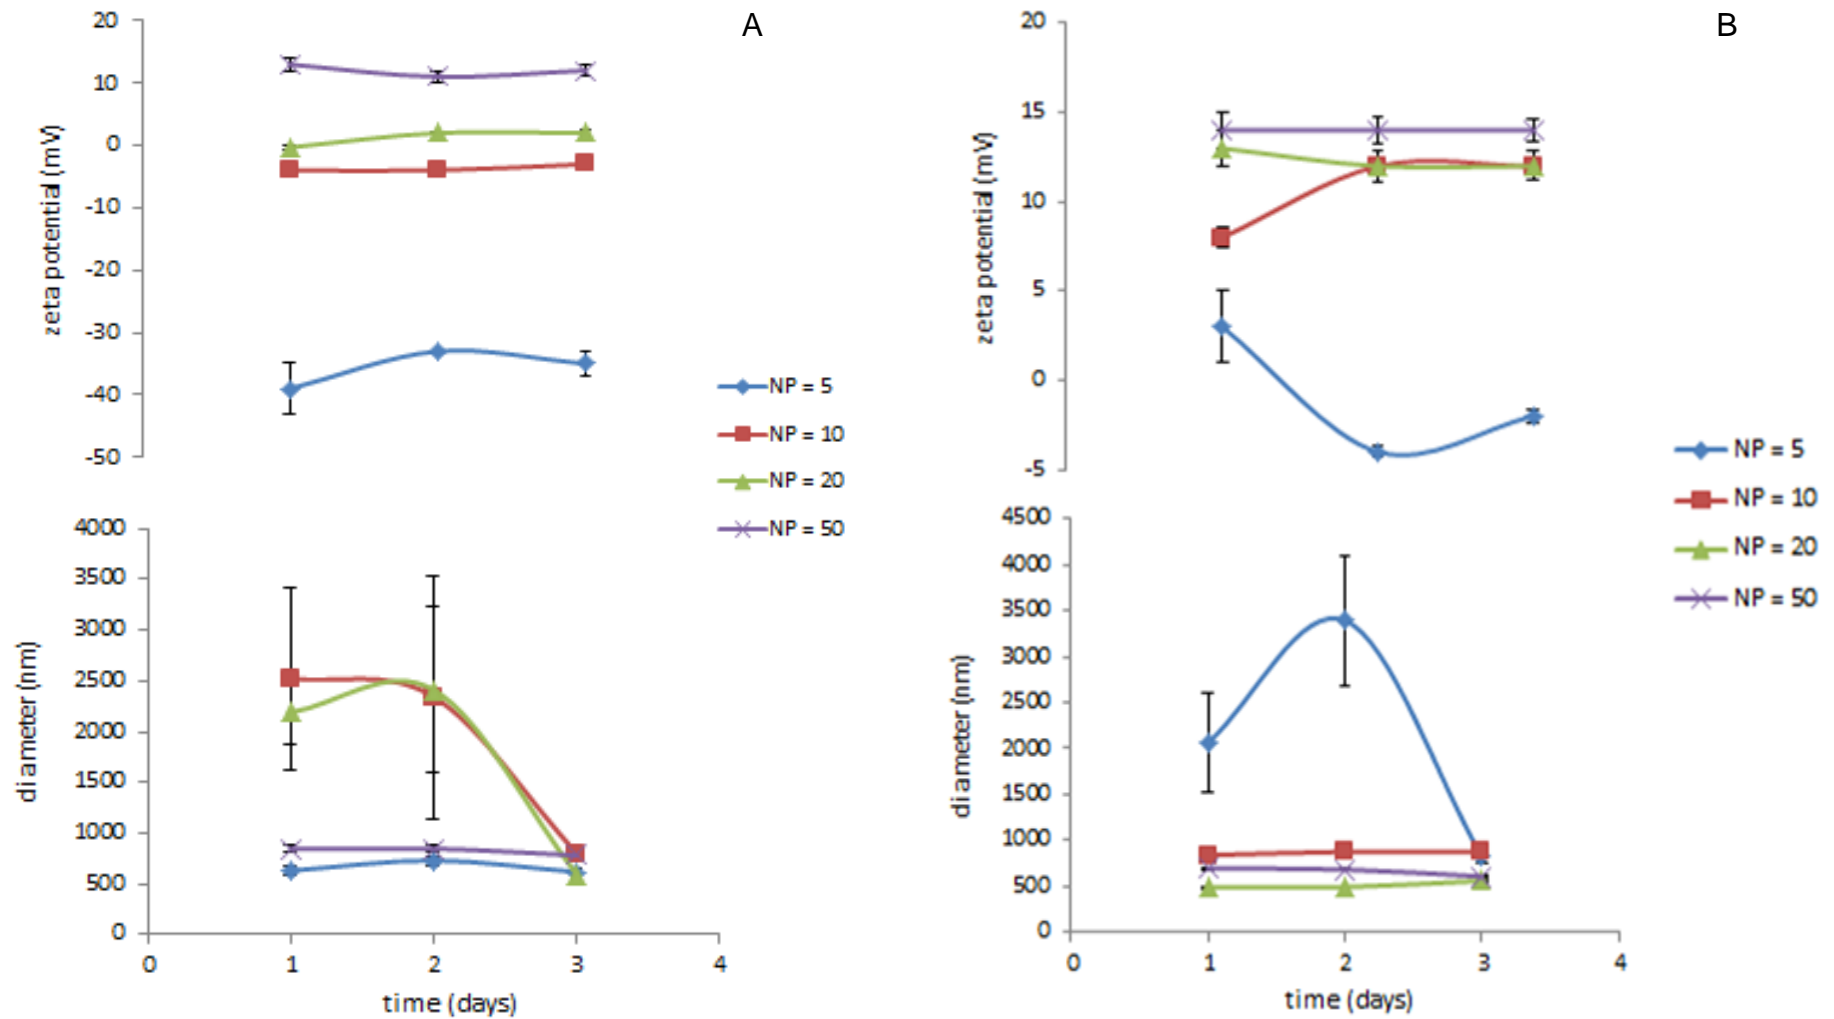 A
20
10
0
-10
-20
-30
-40
-50
zeta potential (mV)
NP = 5
NP = 10
NP = 20
NP = 50
4000
3500
3000
2500
2000
1500
1000
500
0
diameter (nm)
0 1 2 3 4
time (days)
B
20
15
10
5
0
-5
zeta potential (mV)
NP = 5
NP = 10
NP = 20
NP = 50
4500
4000
3500
3000
2500
2000
1500
1000
500
0
diameter (nm)
0 1 2 3 4
time (days)